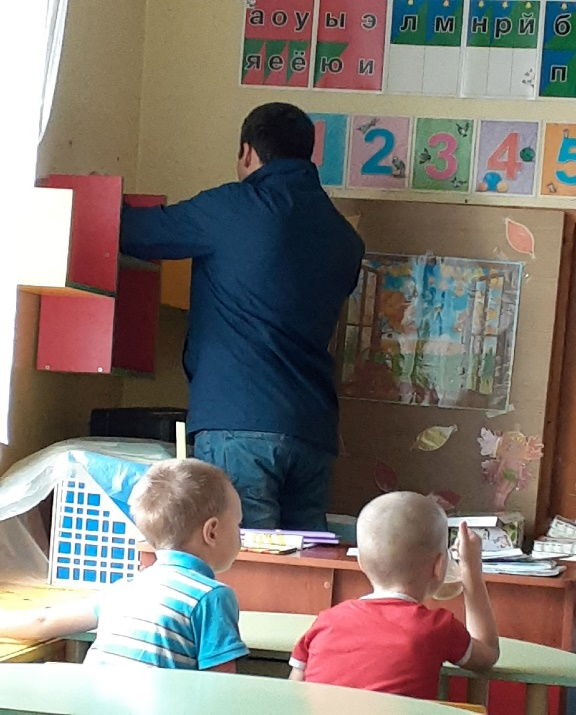 а о у ы э л м н р й б
я е ё ю и п
1 2 3 4 5